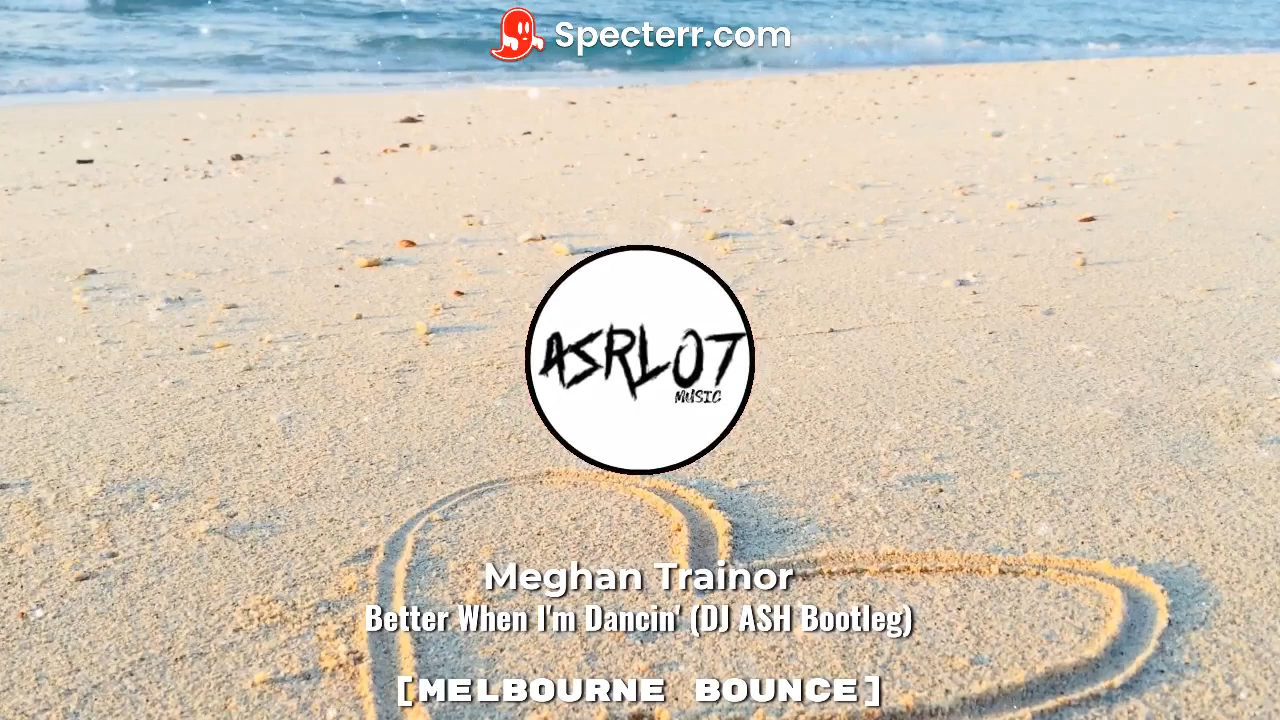 Specterr.com
ASRLOT
MUSIC
Meghan Trainor
Better When I'm Dancin' (DJ ASH Bootleg)
[MELBOURNE BOUNCE]